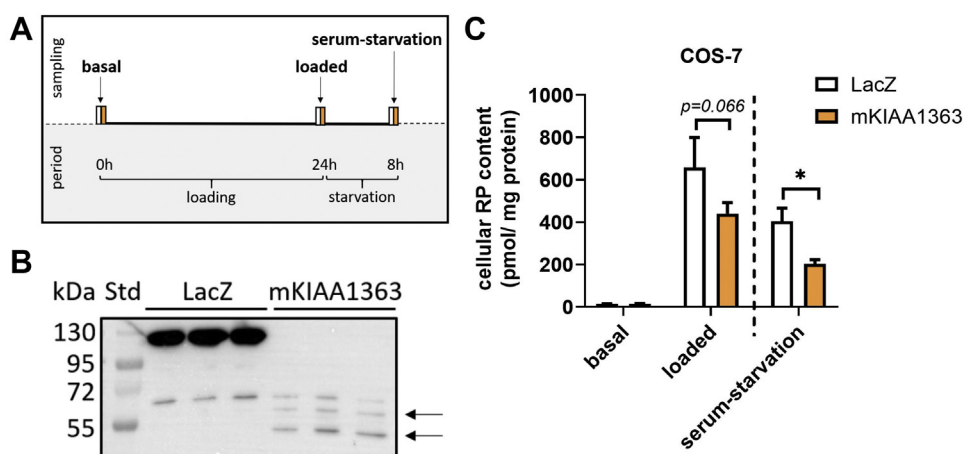 A
sampling
basal
loaded
serum-starvation
period
0h
24h
8h
loading
starvation
B
kDa Std LacZ mKIAA1363
130
95
72
55
C
COS-7
LacZ
mKIAA1363
cellular RP content
(pmol/ mg protein)
1000
800
600
400
200
0
p=0.066
*
basal
loaded
serum-starvation